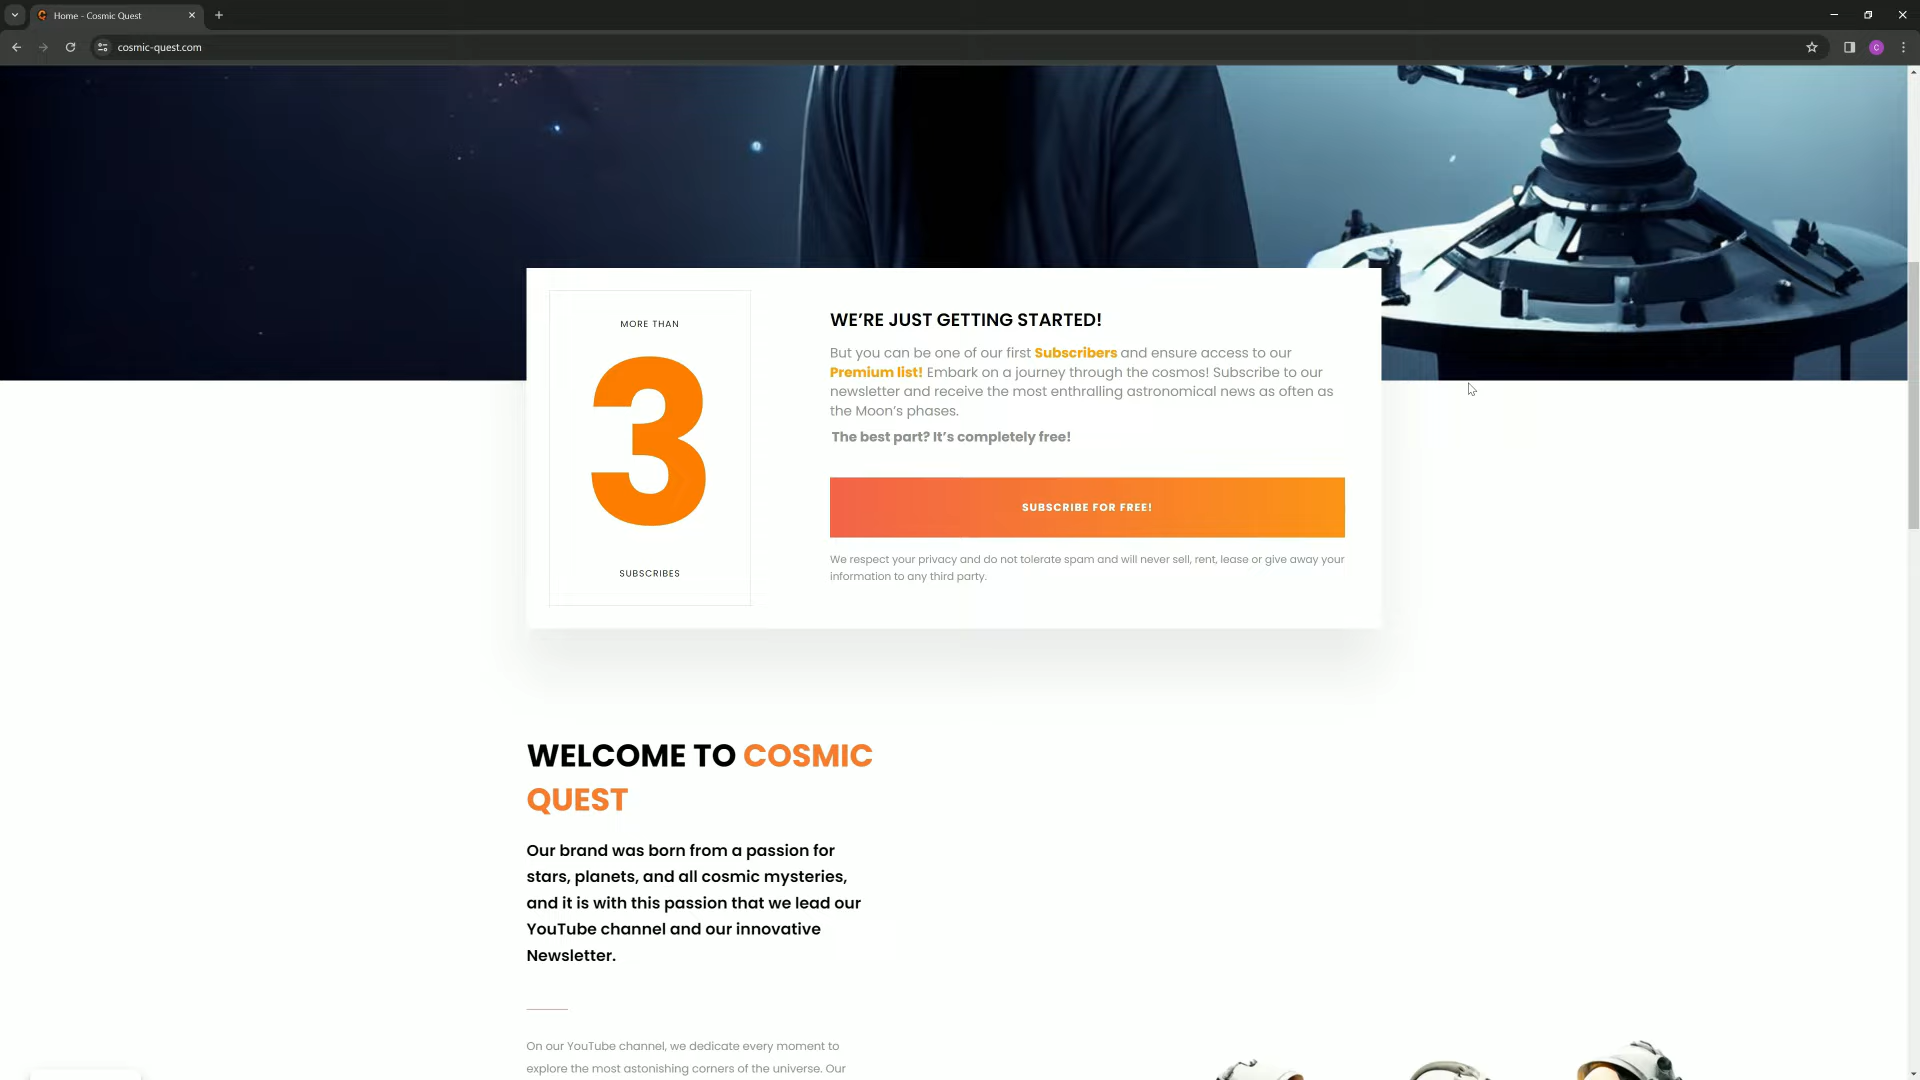 Home - Cosmic Quest
cosmic-quest.com
C
MORE THAN
3
SUBSCRIBES
WE’RE JUST GETTING STARTED!
But you can be one of our first Subscribers and ensure access to our
Premium list! Embark on a journey through the cosmos! Subscribe to our
newsletter and receive the most enthralling astronomical news as often as
the Moon’s phases.
The best part? It’s completely free!
SUBSCRIBE FOR FREE!
We respect your privacy and do not tolerate spam and will never sell, rent, lease or give away your
information to any third party.
WELCOME TO COSMIC
QUEST
Our brand was born from a passion for
stars, planets, and all cosmic mysteries,
and it is with this passion that we lead our
YouTube channel and our innovative
Newsletter.
On our YouTube channel, we dedicate every moment to
explore the most astonishing corners of the universe. Our